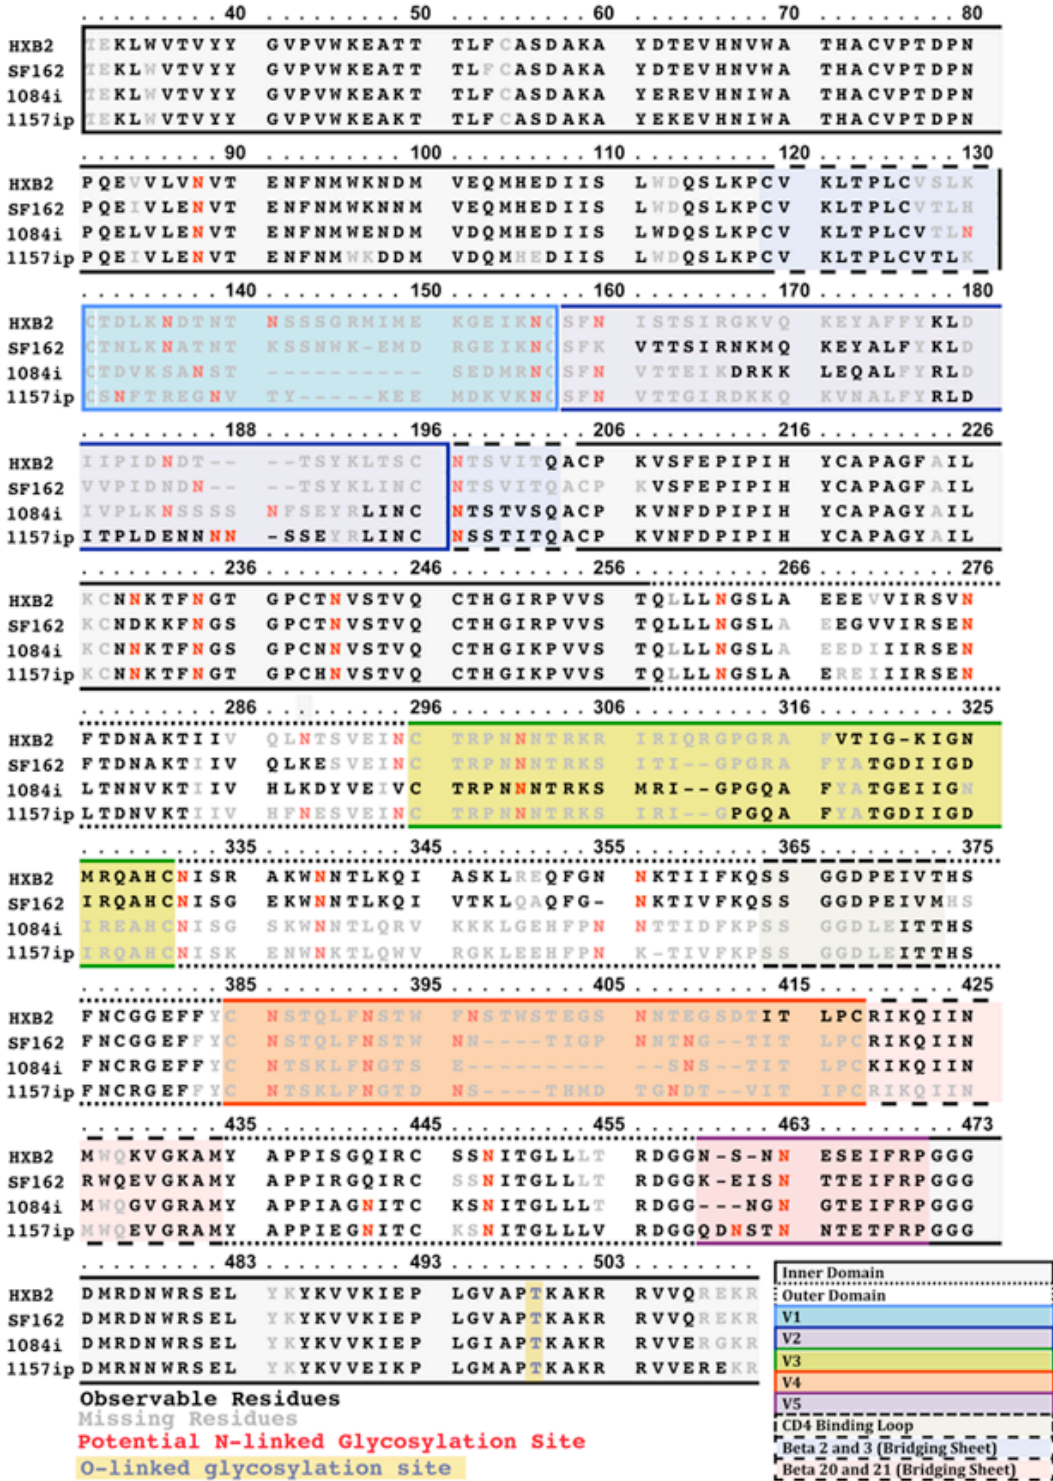 40 50 60 70 80
HXB2 TEKLWVTVYY GVPVWKEATT TLFCASDAKA YDTEVHNVWA THACVPTDPN
SF162 TEKLWVTVYY GVPVWKEATT TLFCASDAKA YDTEVHNVWA THACVPTDPN
1084i TEKLWVTVYY GVPVWKEAKT TLFCASDAKA YEREVHNIWA THACVPTDPN
1157ip TEKLWVTVYY GVPVWKEAKT TLFCASDAKA YEKEVHNIWA THACVPTDPN
90 100 110 120 130
HXB2 PQEVVLVNVT ENFNMWKNDM VEQMHEDIIS LWDQSLKPCV KLTPLCVSLK
SF162 PQEIVLENVT ENFNMWKNNM VEQMHEDIIS LWDQSLKPCV KLTPLCVTLH
1084i PQELVLENVT ENFNMWENDM VDQMHEDIIS LWDQSLKPCV KLTPLCVTLN
1157ip PQEIVLENVT ENFNMWKDDM VDQMHEDIIS LWDQSLKPCV KLTPLCVTLK
140 150 160 170 180
HXB2 CTDLKNDTNT NSSSGRMIME KGEIKNCSFN ISTSIRGKVQ KEYAFFYKLD
SF162 CTNLKNATNT KSSNWK-EMD RGEIKNCSFK VTTSIRNKMQ KEYALFYKLD
1084i CTDVKSANST ---------- SEDMRNCSFN VTTEIKDRKK LEQALFYRLD
1157ip CSNFTREGNV TY-----KEE MDKVKNCSFN VTTGIRDKKQ KVNALFYRLD
188 196 206 216 226
HXB2 IIPIDNDT-- --TSYKLTSC NTSVITQACP KVSFEPIPIH YCAPAGFAIL
SF162 VVPIDNDN-- --TSYKLINC NTSVITQACP KVSFEPIPIH YCAPAGYAIL
1084i IVPLKNSSSS NFSEYRLINC NTSTVSQACP KVNFDPIPIH YCAPAGYAIL
1157ip ITPLDENNNN -SSEYRLINC NSSTITQACP KVNFDPIPIH YCAPAGYAIL
236 246 256 266 276
HXB2 KCNNKTFNGT GPCTNVSTVQ CTHGIRPVVS TQLLLNGSLA EEEVVIRSVN
SF162 KCNDKKFNGS GPCTNVSTVQ CTHGIRPVVS TQLLLNGSLA EEGVVIRSEN
1084i KCNNKTFNGS GPCNNVSTVQ CTHGIKPVVS TQLLLNGSLA EEDIIIRSEN
1157ip KCNNKTFNGT GPCHNVSTVQ CTHGIKPVVS TQLLLNGSLA EREIIIRSEN
286 296 306 316 325
HXB2 FTDNAKTIIV QLNTSVEINC TRPNNNTRKR IRIQRGPGRA FVTIG-KIGN
SF162 FTDNAKTIIV QLKESVEINC TRPNNNTRKS ITI--GPGRA FYATGDIIGD
1084i LTNNVKTIIV HLKDYVEIVC TRPNNNTRKS MRI--GPGQA FYATGEIIGN
1157ip LTDNVKTIIV HFNESVEINC TRPNNNTRKS IRI--GPGQA FYATGDIIGD
335 345 355 365 375
HXB2 MRQAHCNISR AKWNNTLKQI ASKLREQFGN NKTIIFKQSS GGDPEIVTHS
SF162 IRQAHCNISG EKWNNTLKQI VTKLQAQFG- NKTIVFKQSS GGDPEIVMHS
1084i IREAHCNISG SKWNNTLQRV KKKLGEHFPN NTTIDFKPSS GGDLEITTHS
1157ip IRQAHCNISK ENWNKTLQWV RGKLEEHFPN K-TIVFKPSS GGDLEITTHS
385 395 405 415 425
HXB2 FNCGGEFFYC NSTQLFNSTW FNSTWSTEGS NNTEGSDTIT LPCRIKQIIN
SF162 FNCGGEFFYC NSTQLFNSTW NN----TIGP NNTNG--TIT LPCRIKQIIN
1084i FNCRGEFFYC NTSKLFNGTS E--------- --SNS--TIT LPCKIKQIIN
1157ip FNCRGEFFYC NTSKLFNGTD NS----THMD TGNDT--VIT IPCRIKQIIN
435 445 455 463 473
HXB2 MWQKVGKAMY APPISGQIRC SSNITGLLLT RDGGN-S-NN ESEIFRPGGG
SF162 RWQEVGKAMY APPIRGQIRC SSNITGLLLT RDGGK-EISN TTEIFRPGGG
1084i MWQGVGRAMY APPIAGNITC KSNITGLLLT RDGG---NGN GTEIFRPGGG
1157ip MWQEVGRAMY APPIEGNITC KSNITGLLLV RDGGQDNSTN NTETFRPGGG
483 493 503
HXB2 DMRDNWRSEL YKYKVVKIEP LGVAPTKAKR RVVQREKR
SF162 DMRDNWRSEL YKYKVVKIEP LGVAPTKAKR RVVQREKR
1084i DMRDNWRSEL YKYKVVKIEP LGIAPTKAKR RVVERGKR
1157ip DMRNNWRSEL YKYKVVEIKP LGMAPTKAKR RVVEREKR
Observable Residues
Missing Residues
Potential N-linked Glycosylation Site
O-linked glycosylation site
Inner Domain
Outer Domain
V1
V2
V3
V4
V5
CD4 Binding Loop
Beta 2 and 3 (Bridging Sheet)
Beta 20 and 21 (Bridging Sheet)